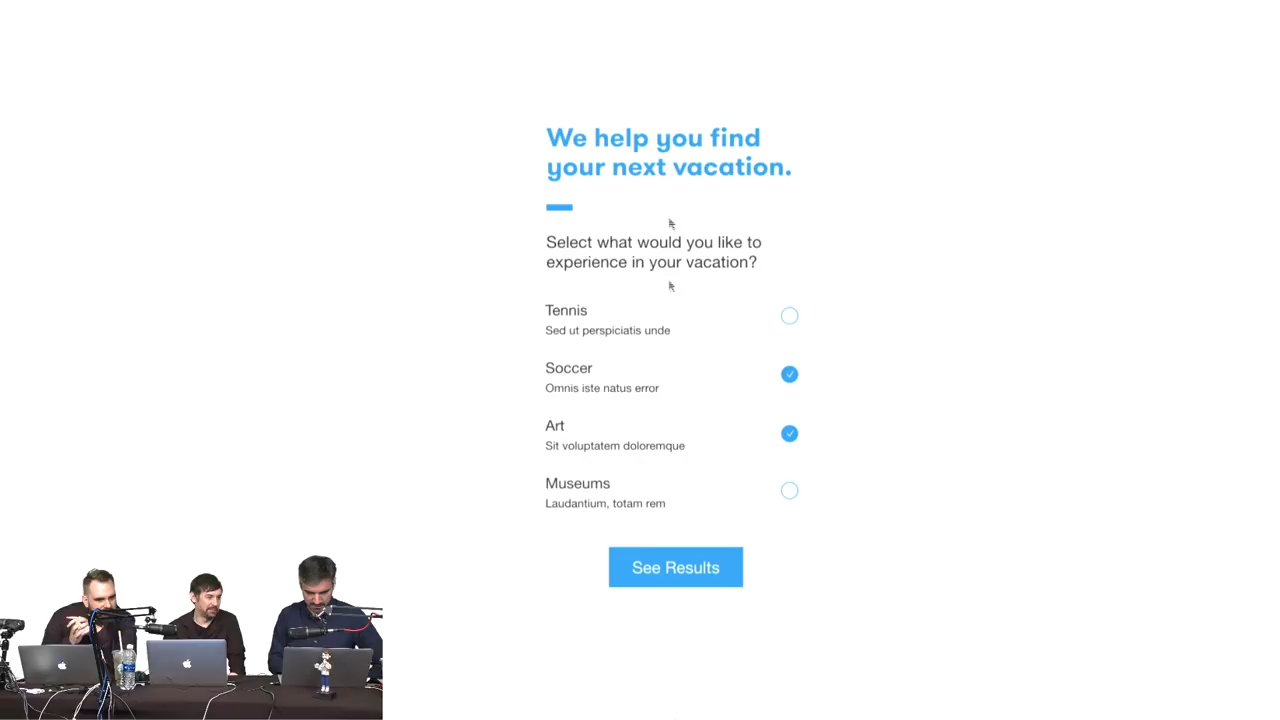 We help you find
your next vacation.
Select what would you like to
experience in your vacation?
Tennis
Sed ut perspiciatis unde
Soccer
Omnis iste natus error
Art
Sit voluptatem doloremque
Museums
Laudantium, totam rem
See Results